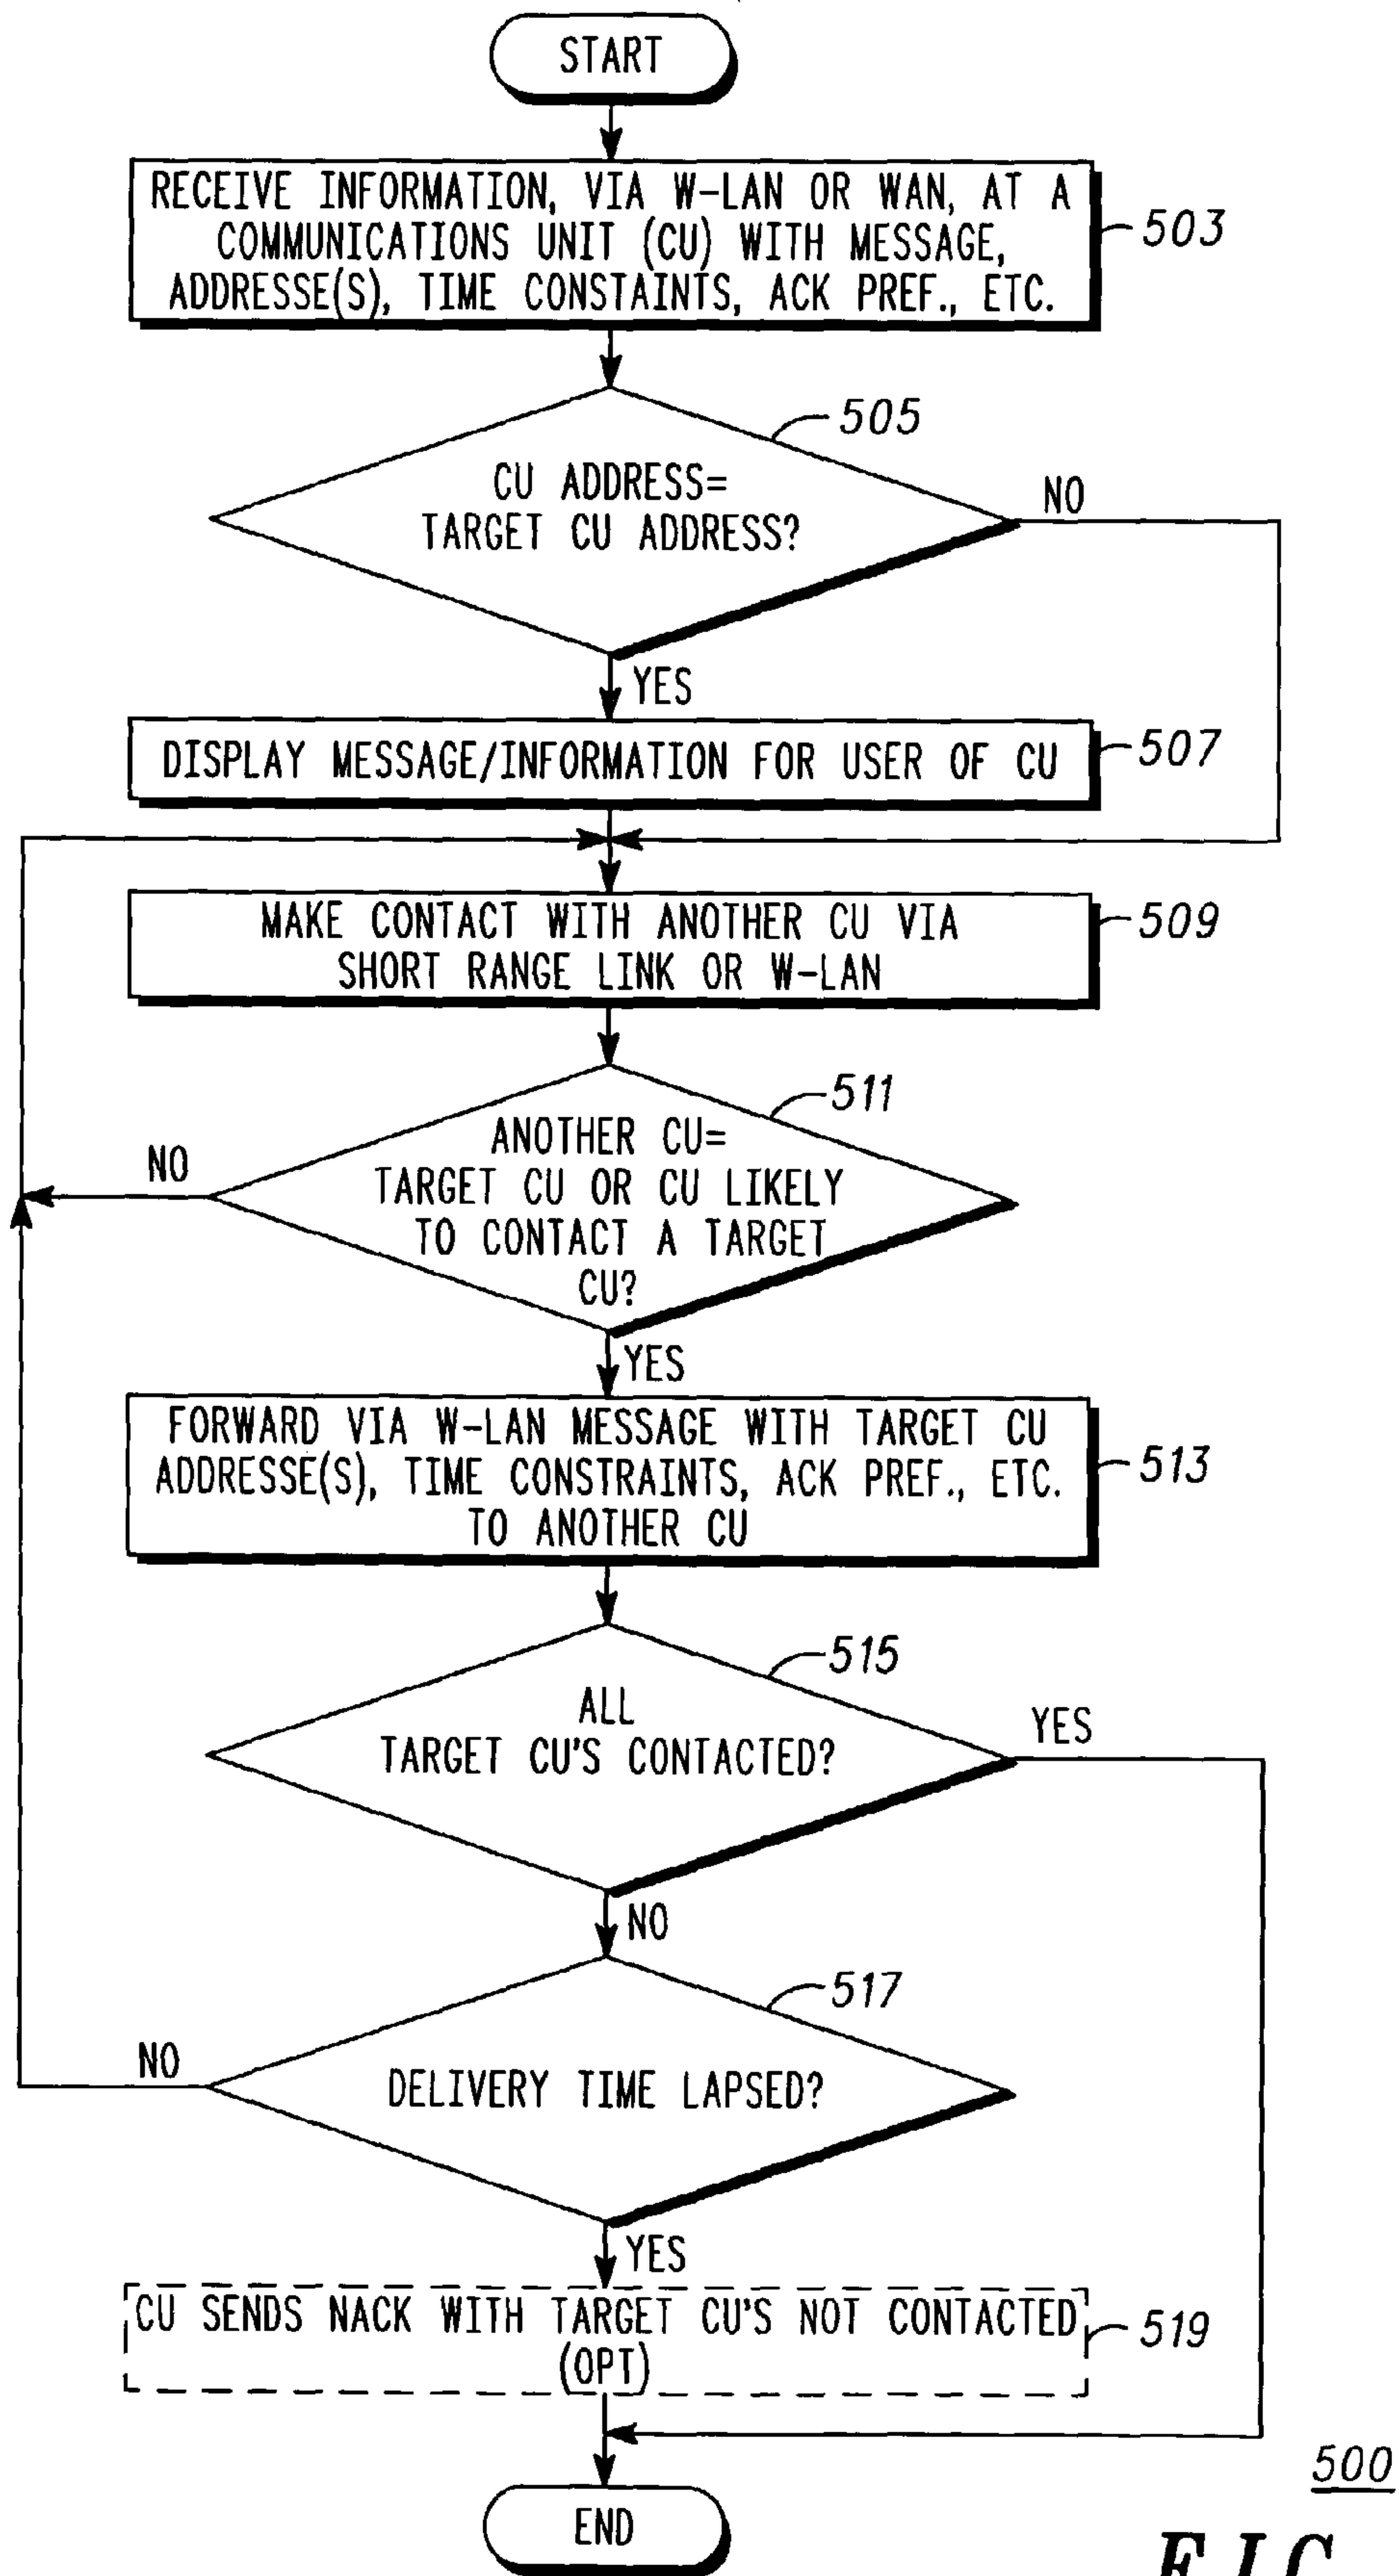 START
RECEIVE INFORMATION, VIA W-LAN OR WAN, AT A
COMMUNICATIONS UNIT (CU) WITH MESSAGE,
ADDRESSE(S), TIME CONSTAINTS, ACK PREF., ETC.
503
505
CU ADDRESS=
TARGET CU ADDRESS?
NO
YES
DISPLAY MESSAGE/INFORMATION FOR USER OF CU
507
MAKE CONTACT WITH ANOTHER CU VIA
SHORT RANGE LINK OR W-LAN
509
511
ANOTHER CU=
TARGET CU OR CU LIKELY
TO CONTACT A TARGET
CU?
NO
YES
FORWARD VIA W-LAN MESSAGE WITH TARGET CU
ADDRESSE(S), TIME CONSTRAINTS, ACK PREF., ETC.
TO ANOTHER CU
513
515
ALL
TARGET CU'S CONTACTED?
YES
NO
517
DELIVERY TIME LAPSED?
NO
YES
CU SENDS NACK WITH TARGET CU'S NOT CONTACTED
(OPT)
519
END
500
FIG